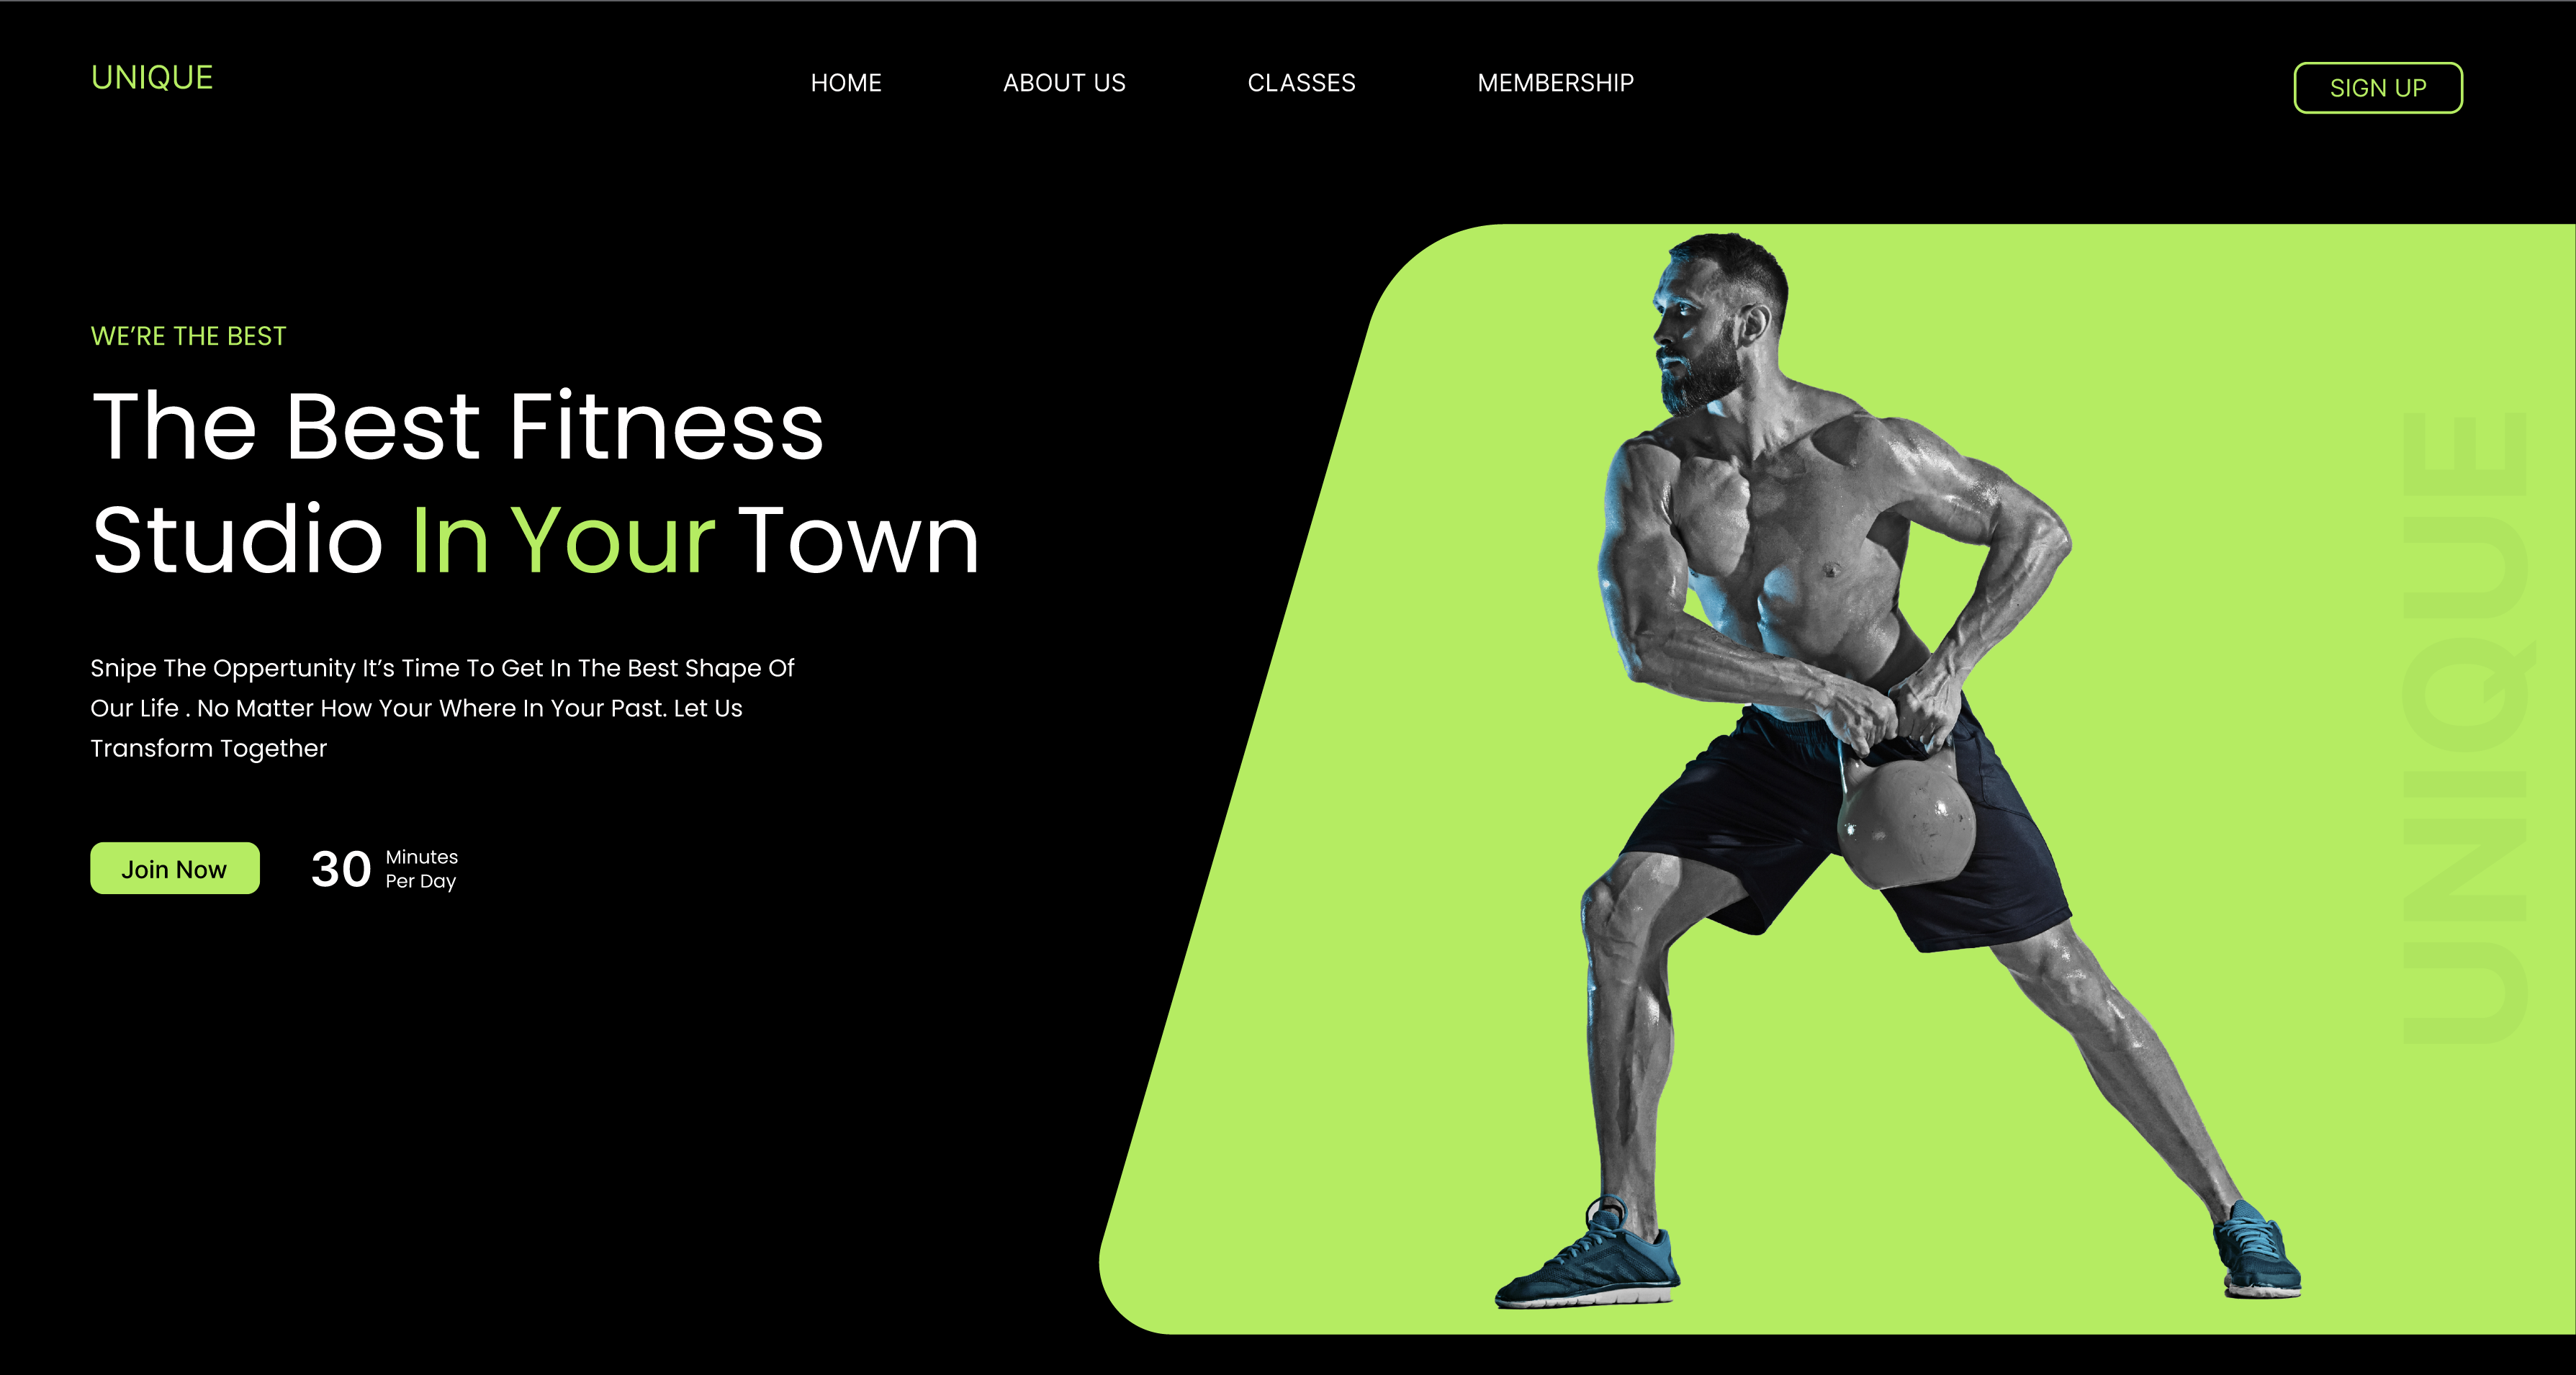 UNIQUE
HOME
ABOUT US
CLASSES
MEMBERSHIP
SIGN UP
WE’RE THE BEST
The Best Fitness
Studio In Your Town
Snipe The Oppertunity It’s Time To Get In The Best Shape Of
Our Life . No Matter How Your Where In Your Past. Let Us
Transform Together
Join Now
30
Minutes
Per Day
UNIQUE